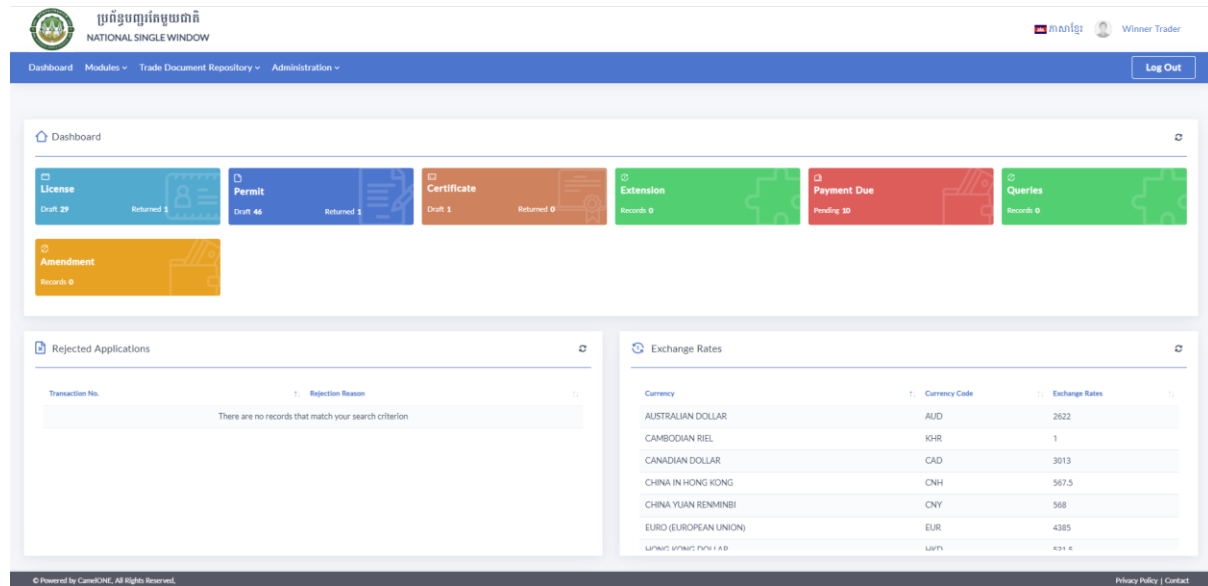 ប្រព័ន្ធបញ្ជរតែមួយជាតិ
NATIONAL SINGLE WINDOW
ភាសាខ្មែរ Winner Trader
Dashboard Modules Trade Document Repository Administration Log Out
Dashboard
License Permit Certificate Extension Payment Due Queries
Draft 29 Returned 1 Draft 46 Returned 1 Draft 1 Returned 0 Records 0 Pending 10 Records 0
Amendment
Records 0
Rejected Applications
Transaction No. Rejection Reason
There are no records that match your search criterion
Exchange Rates
Currency Currency Code Exchange Rates
AUSTRALIAN DOLLAR AUD 2622
CAMBODIAN RIEL KHR 1
CANADIAN DOLLAR CAD 3013
CHINA IN HONG KONG CNH 567.5
CHINA YUAN RENMINBI CNY 568
EURO (EUROPEAN UNION) EUR 4385
HONG KONG DOLLAR HKD 521.5
© Powered by CamelONE, All Rights Reserved, Privacy Policy | Contact